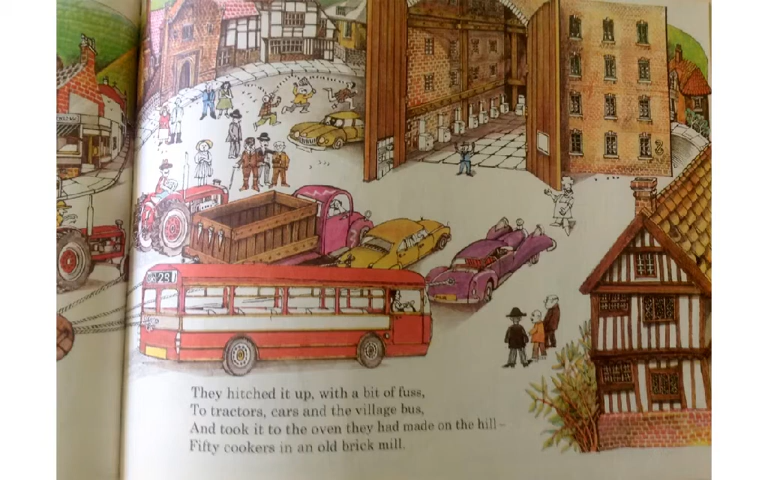 They hitched it up, with a bit of fuss,
To tractors, cars and the village bus,
And took it to the oven they had made on the hill –
Fifty cookers in an old brick mill.